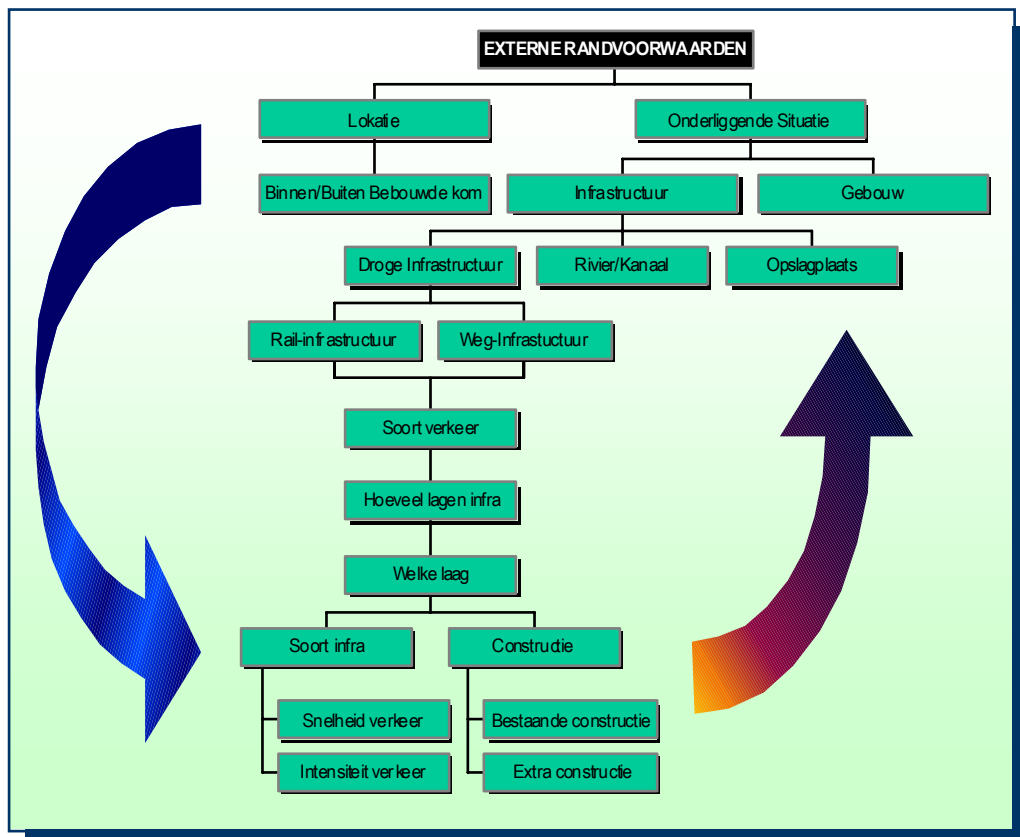 EXTERNE RANDVOORWAARDEN
Lokatie
Onderliggende Situatie
Binnen/Buiten Bebouwde kom
Infrastructuur
Gebouw
Droge Infrastructuur
Rivier/Kanaal
Opslagplaats
Rail-infrastructuur
Weg-Infrastuctuur
Soort verkeer
Hoeveel lagen infra
Welke laag
Soort infra
Constructie
Snelheid verkeer
Bestaande constructie
Intensiteit verkeer
Extra constructie